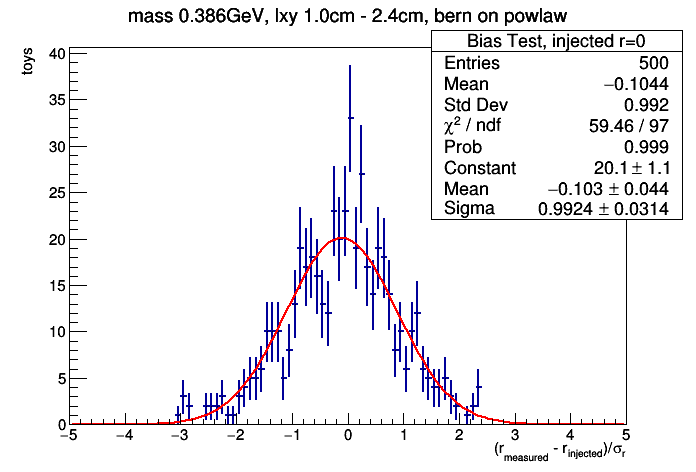 mass 0.386GeV, lxy 1.0cm - 2.4cm, bern on powlaw
Bias Test, injected r=0
Entries 500
Mean −0.1044
Std Dev 0.992
χ² / ndf 59.46 / 97
Prob 0.999
Constant 20.1 ± 1.1
Mean −0.103 ± 0.044
Sigma 0.9924 ± 0.0314
toys
40
35
30
25
20
15
10
5
0
−5 −4 −3 −2 −1 0 1 2 3 4 5
(r_measured - r_injected)/σ_r